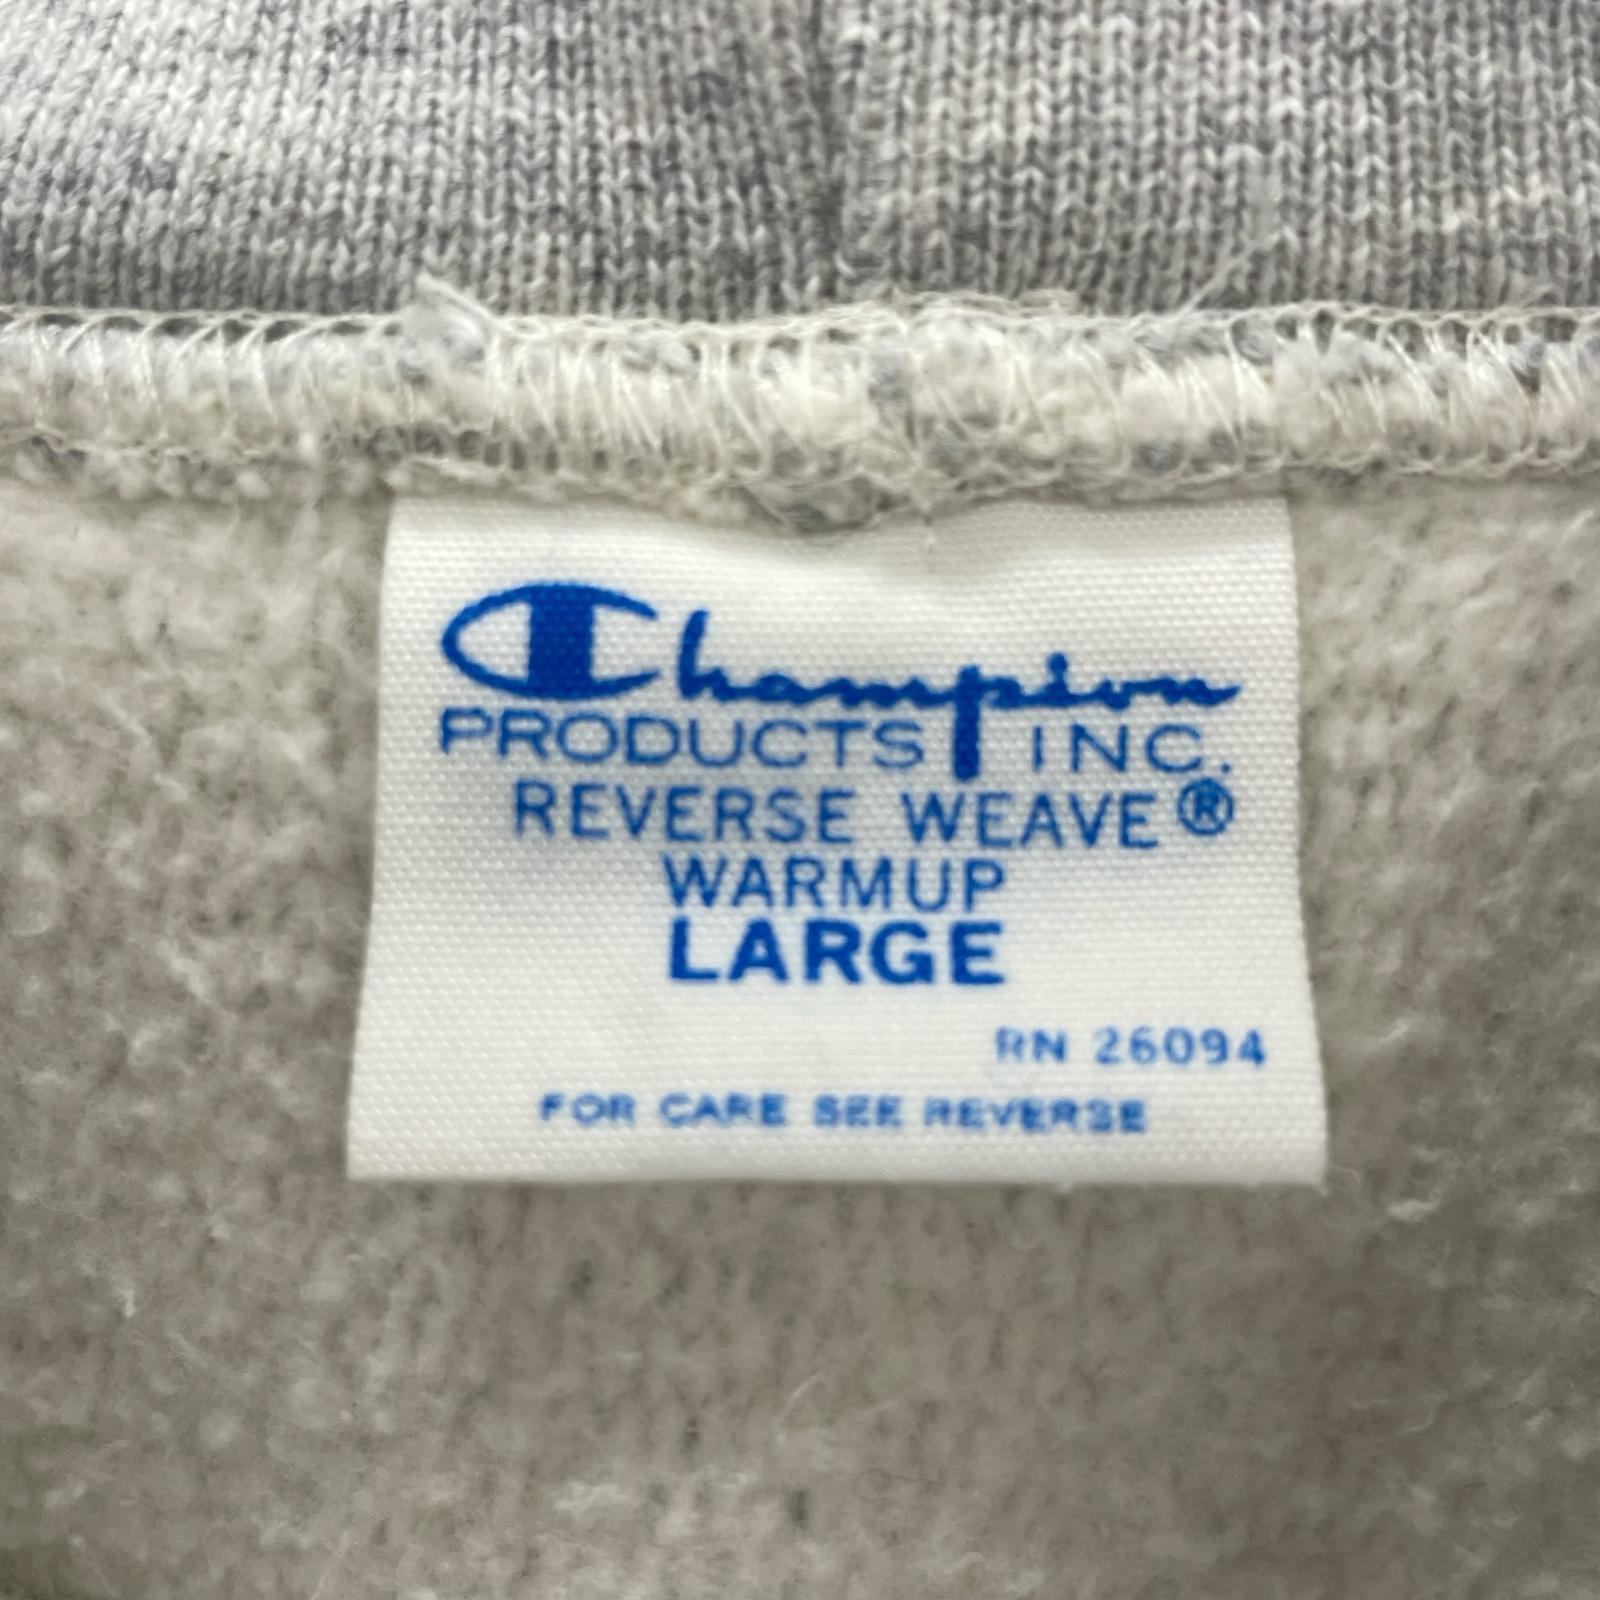 Champion
PRODUCTS INC.
REVERSE WEAVE®
WARMUP
LARGE
RN 26094
FOR CARE SEE REVERSE